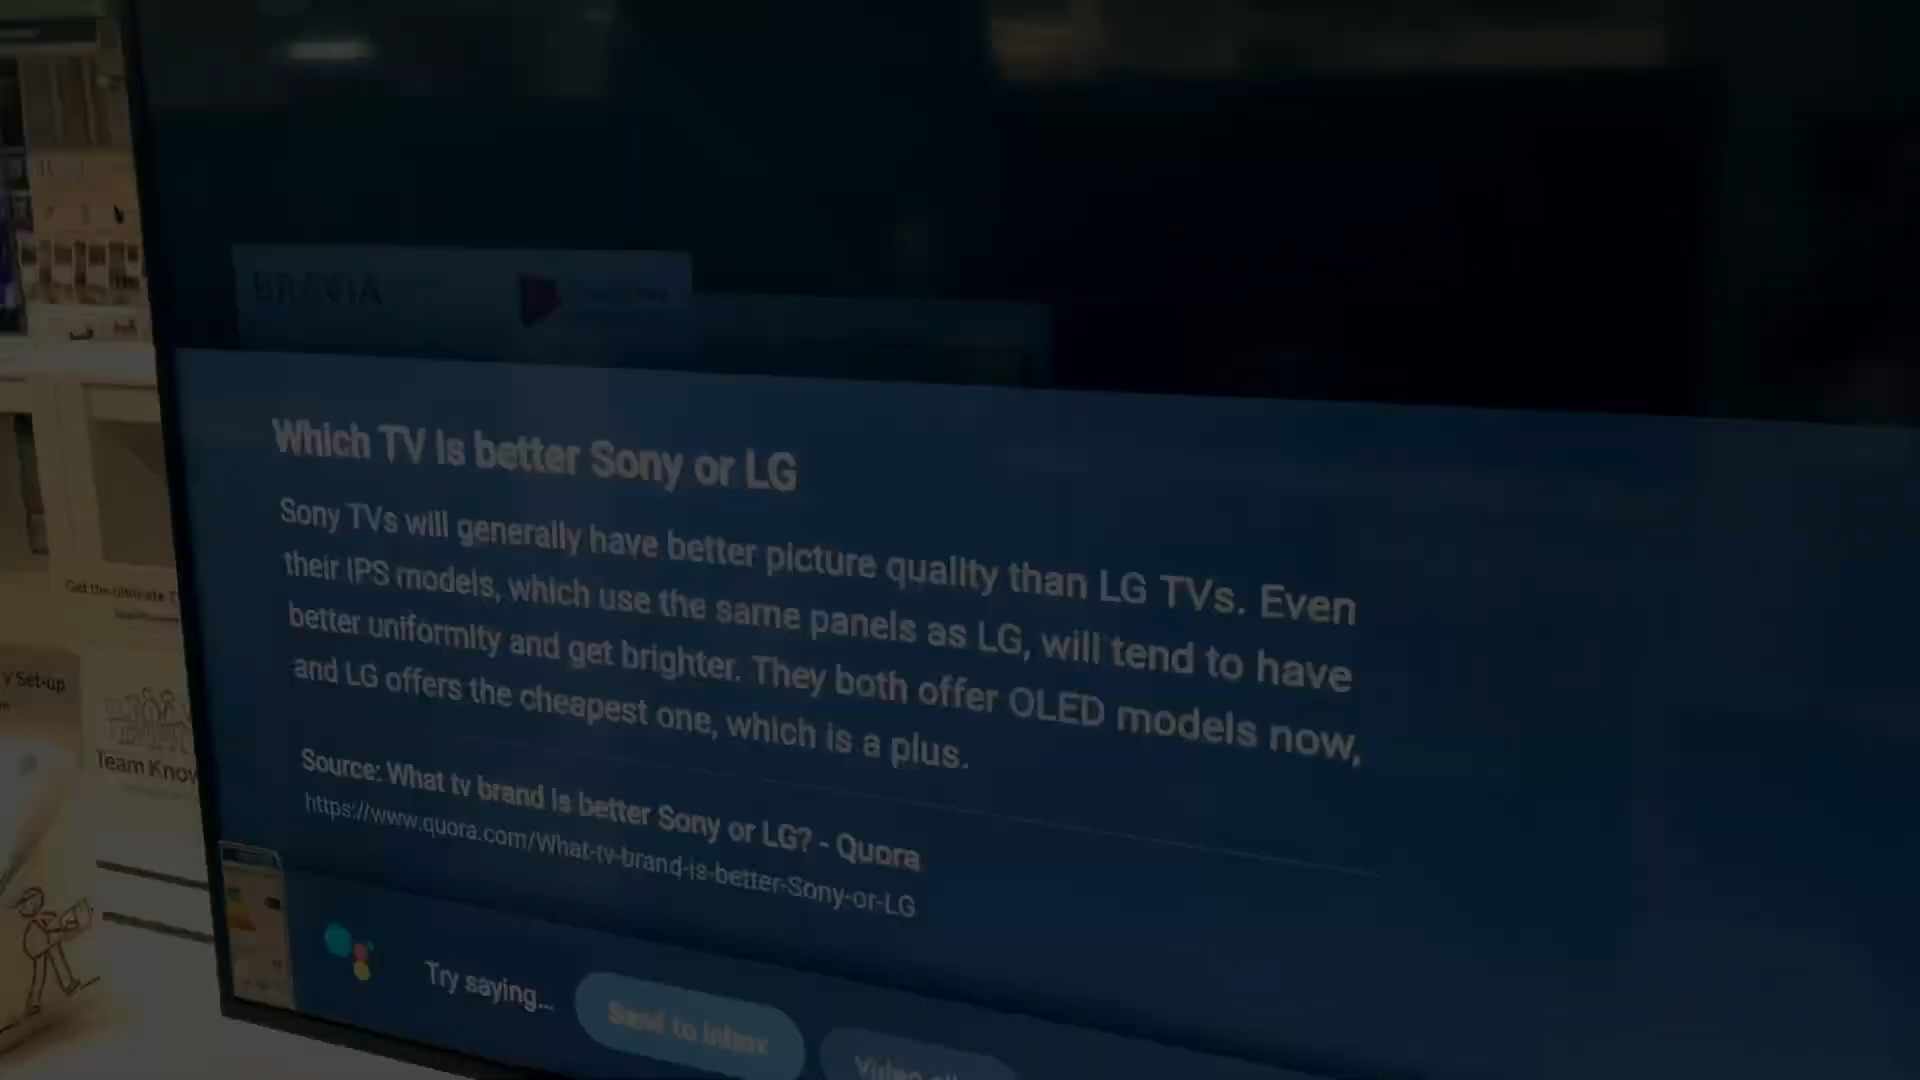 BRAVIA
Which TV is better Sony or LG
Sony TVs will generally have better picture quality than LG TVs. Even
their IPS models, which use the same panels as LG, will tend to have
better uniformity and get brighter. They both offer OLED models now,
and LG offers the cheapest one, which is a plus.
Source: What tv brand is better Sony or LG? - Quora
https://www.quora.com/What-tv-brand-is-better-Sony-or-LG
Try saying...
Send to inbox
Get the ultimate
y Set-up
Team Know